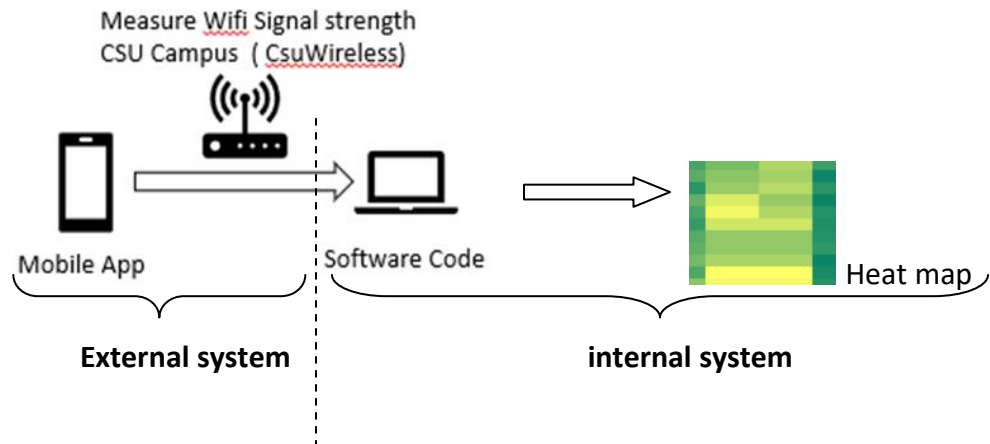 Measure Wifi Signal strength
CSU Campus  ( CsuWireless)
Mobile App
Software Code
Heat map
External system
internal system